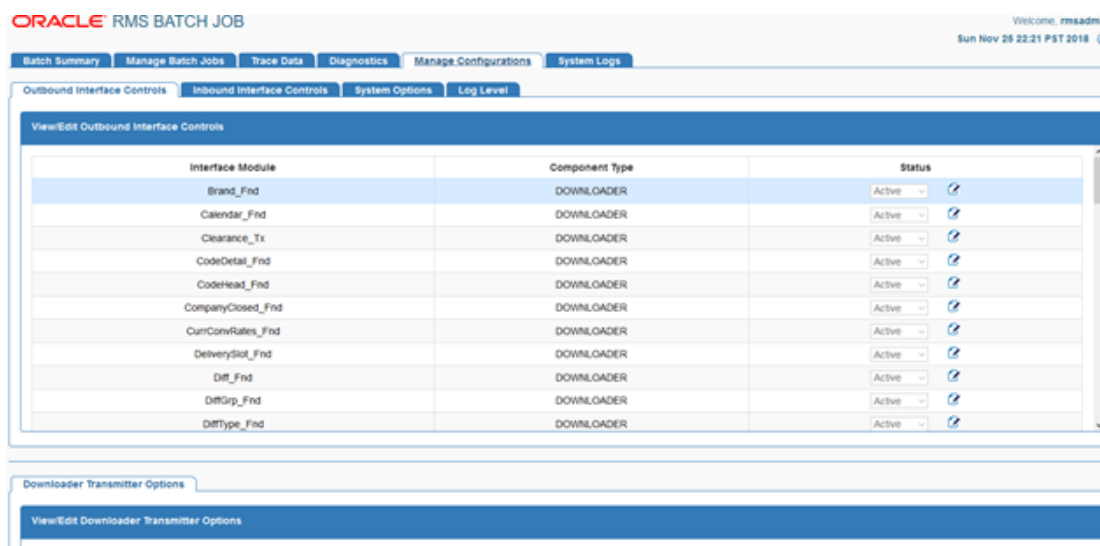 ORACLE RMS BATCH JOB
Welcome, rmsadm
Sun Nov 25 22:21 PST 2018 (
Batch Summary Manage Batch Jobs Trace Data Diagnostics Manage Configurations System Logs
Outbound Interface Controls Inbound Interface Controls System Options Log Level
View/Edit Outbound Interface Controls
Interface Module Component Type Status
Brand_Fnd DOWNLOADER Active
Calendar_Fnd DOWNLOADER Active
Clearance_Tx DOWNLOADER Active
CodeDetail_Fnd DOWNLOADER Active
CodeHead_Fnd DOWNLOADER Active
CompanyClosed_Fnd DOWNLOADER Active
CurrConvRates_Fnd DOWNLOADER Active
DeliverySlot_Fnd DOWNLOADER Active
Diff_Fnd DOWNLOADER Active
DiffGrp_Fnd DOWNLOADER Active
DiffType_Fnd DOWNLOADER Active
Downloader Transmitter Options
View/Edit Downloader Transmitter Options